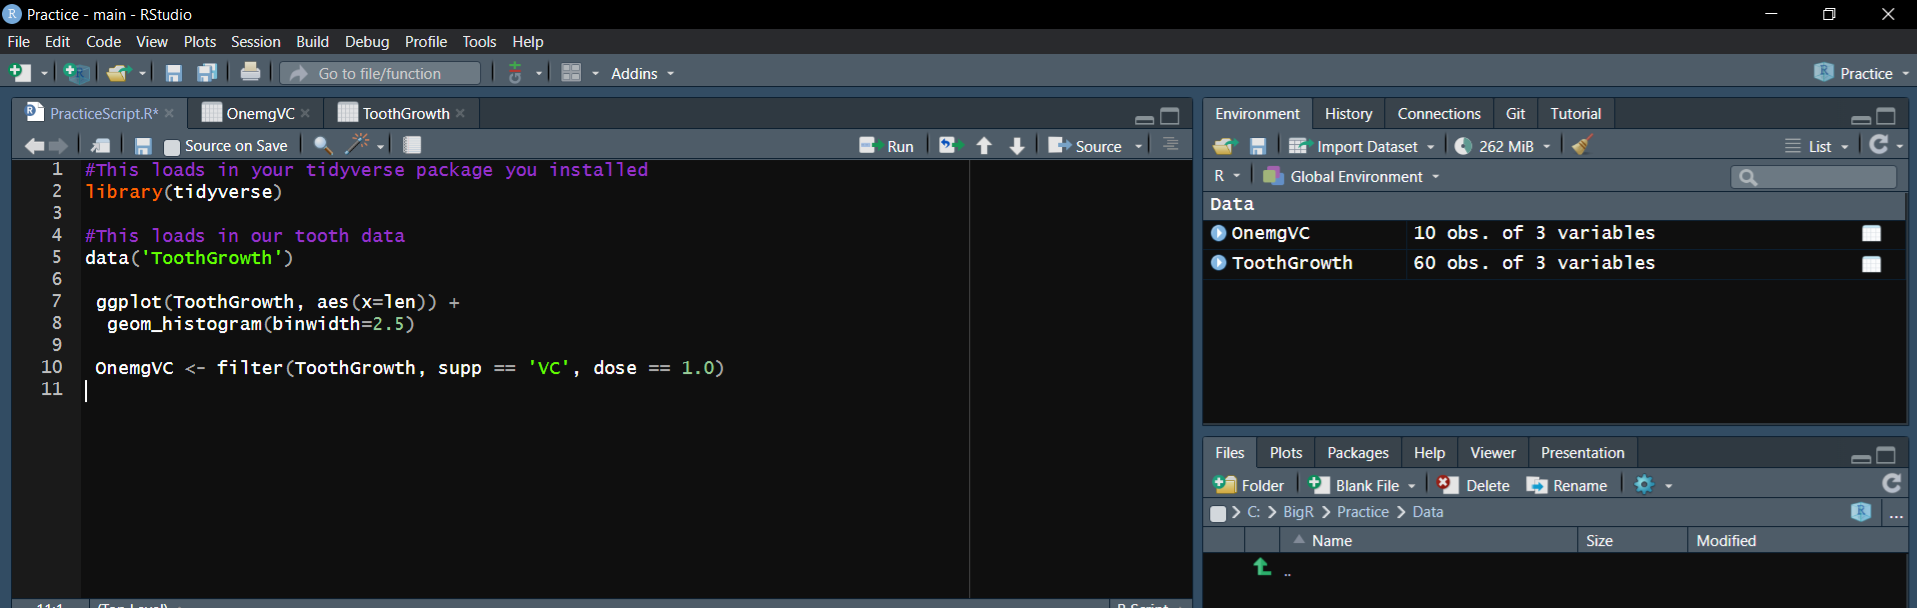 Practice - main - RStudio
File Edit Code View Plots Session Build Debug Profile Tools Help
Go to file/function Addins Practice
PracticeScript.R* OnemgVC ToothGrowth
Source on Save Run Source
1 #This loads in your tidyverse package you installed
2 library(tidyverse)
3
4 #This loads in our tooth data
5 data('ToothGrowth')
6
7 ggplot(ToothGrowth, aes(x=len)) +
8 geom_histogram(binwidth=2.5)
9
10 OnemgVC <- filter(ToothGrowth, supp == 'VC', dose == 1.0)
11
11:1 (Top Level) R Script
Environment History Connections Git Tutorial
Import Dataset 262 MiB List
R Global Environment
Data
OnemgVC 10 obs. of 3 variables
ToothGrowth 60 obs. of 3 variables
Files Plots Packages Help Viewer Presentation
Folder Blank File Delete Rename
C: > BigR > Practice > Data ...
Name Size Modified
..